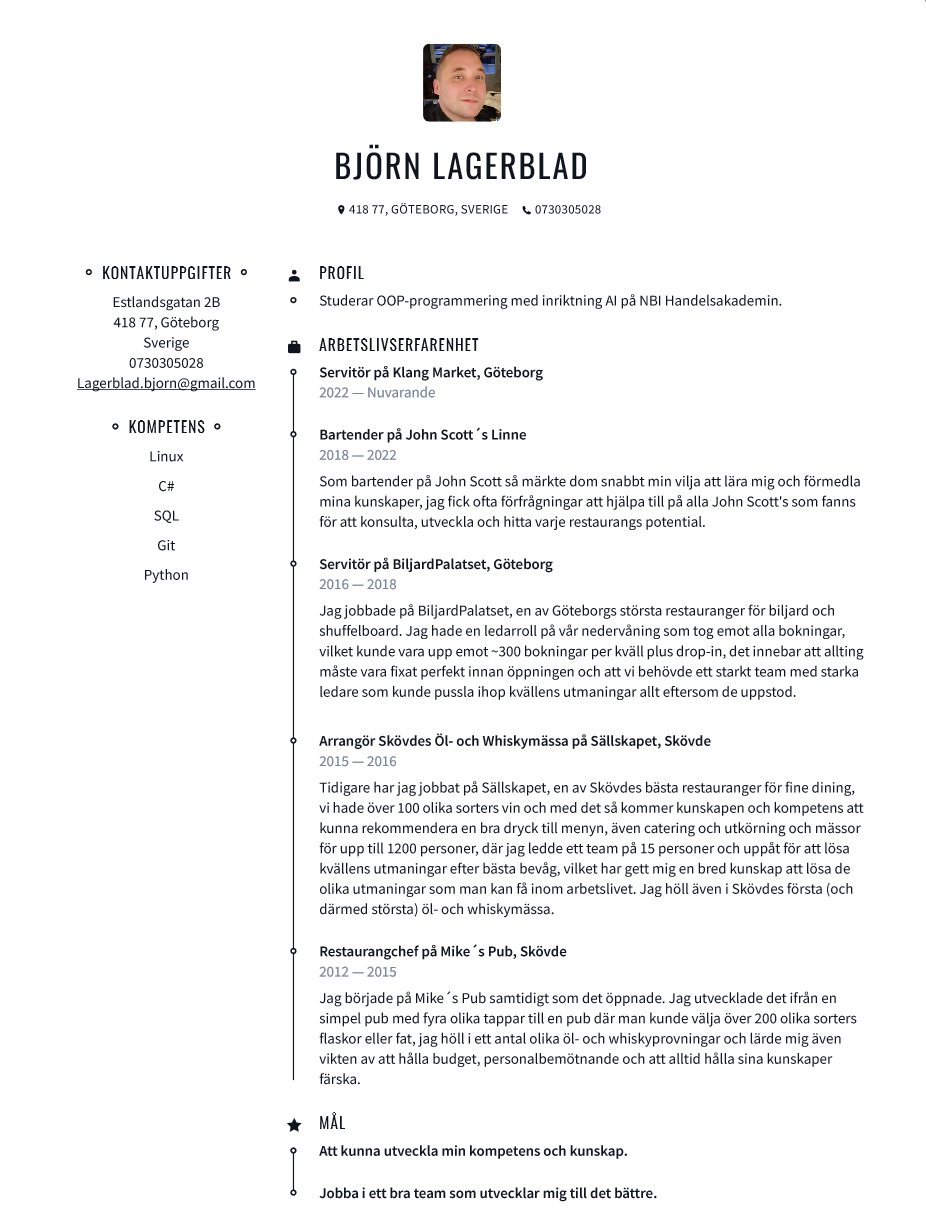 BJÖRN LAGERBLAD
418 77, GÖTEBORG, SVERIGE 0730305028
KONTAKTUPPGIFTER
Estlandsgatan 2B
418 77, Göteborg
Sverige
0730305028
Lagerblad.bjorn@gmail.com
KOMPETENS
Linux
C#
SQL
Git
Python
PROFIL
Studerar OOP-programmering med inriktning AI på NBI Handelsakademin.
ARBETSLIVSERFARENHET
Servitör på Klang Market, Göteborg
2022 — Nuvarande
Bartender på John Scott´s Linne
2018 — 2022
Som bartender på John Scott så märkte dom snabbt min vilja att lära mig och förmedla
mina kunskaper, jag fick ofta förfrågningar att hjälpa till på alla John Scott's som fanns
för att konsulta, utveckla och hitta varje restaurangs potential.
Servitör på BiljardPalatset, Göteborg
2016 — 2018
Jag jobbade på BiljardPalatset, en av Göteborgs största restauranger för biljard och
shuffelboard. Jag hade en ledarroll på vår nedervåning som tog emot alla bokningar,
vilket kunde vara upp emot ~300 bokningar per kväll plus drop-in, det innebar att allting
måste vara fixat perfekt innan öppningen och att vi behövde ett starkt team med starka
ledare som kunde pussla ihop kvällens utmaningar allt eftersom de uppstod.
Arrangör Skövdes Öl- och Whiskymässa på Sällskapet, Skövde
2015 — 2016
Tidigare har jag jobbat på Sällskapet, en av Skövdes bästa restauranger för fine dining,
vi hade över 100 olika sorters vin och med det så kommer kunskapen och kompetens att
kunna rekommendera en bra dryck till menyn, även catering och utkörning och mässor
för upp till 1200 personer, där jag ledde ett team på 15 personer och uppåt för att lösa
kvällens utmaningar efter bästa bevåg, vilket har gett mig en bred kunskap att lösa de
olika utmaningar som man kan få inom arbetslivet. Jag höll även i Skövdes första (och
därmed största) öl- och whiskymässa.
Restaurangchef på Mike´s Pub, Skövde
2012 — 2015
Jag började på Mike´s Pub samtidigt som det öppnade. Jag utvecklade det ifrån en
simpel pub med fyra olika tappar till en pub där man kunde välja över 200 olika sorters
flaskor eller fat, jag höll i ett antal olika öl- och whiskyprovningar och lärde mig även
vikten av att hålla budget, personalbemötnande och att alltid hålla sina kunskaper
färska.
MÅL
Att kunna utveckla min kompetens och kunskap.
Jobba i ett bra team som utvecklar mig till det bättre.